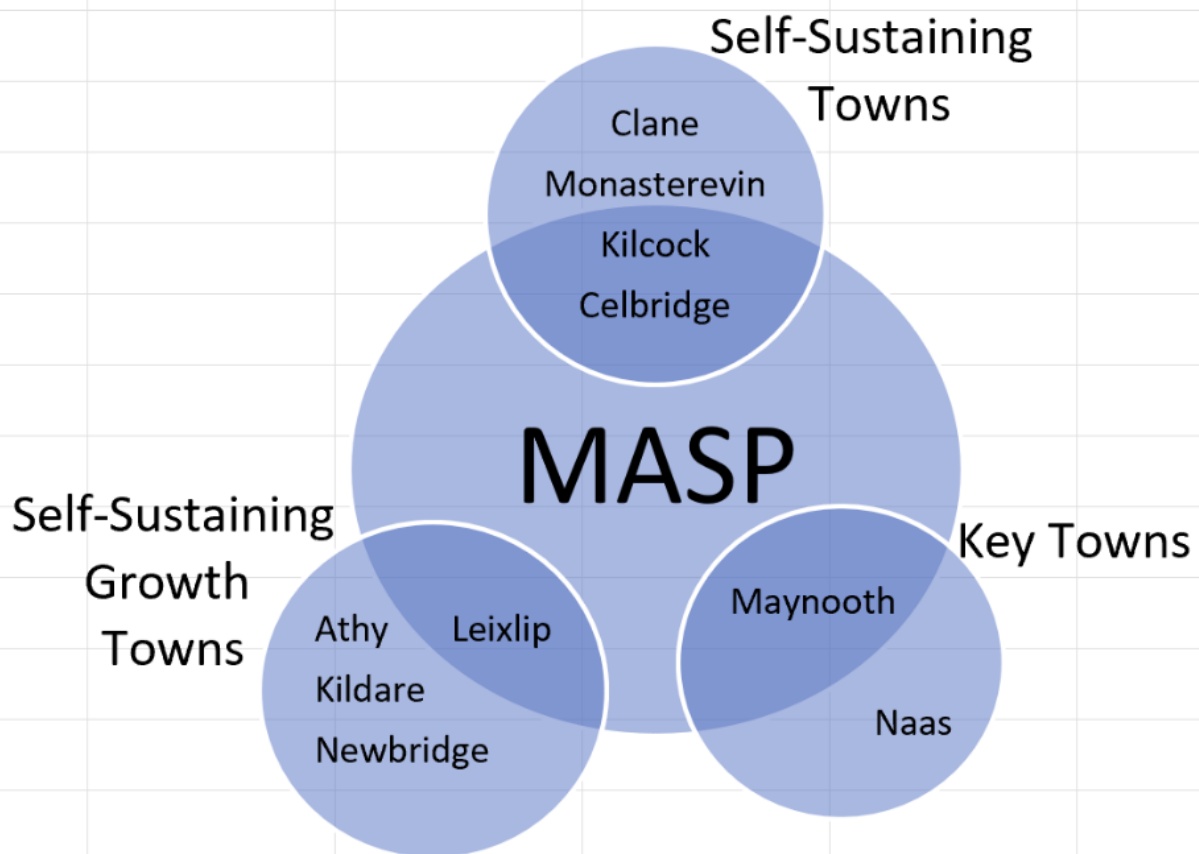 Self-Sustaining
Towns
Clane
Monasterevin
Kilcock
Celbridge
MASP
Self-Sustaining
Growth
Towns
Athy
Leixlip
Kildare
Newbridge
Key Towns
Maynooth
Naas